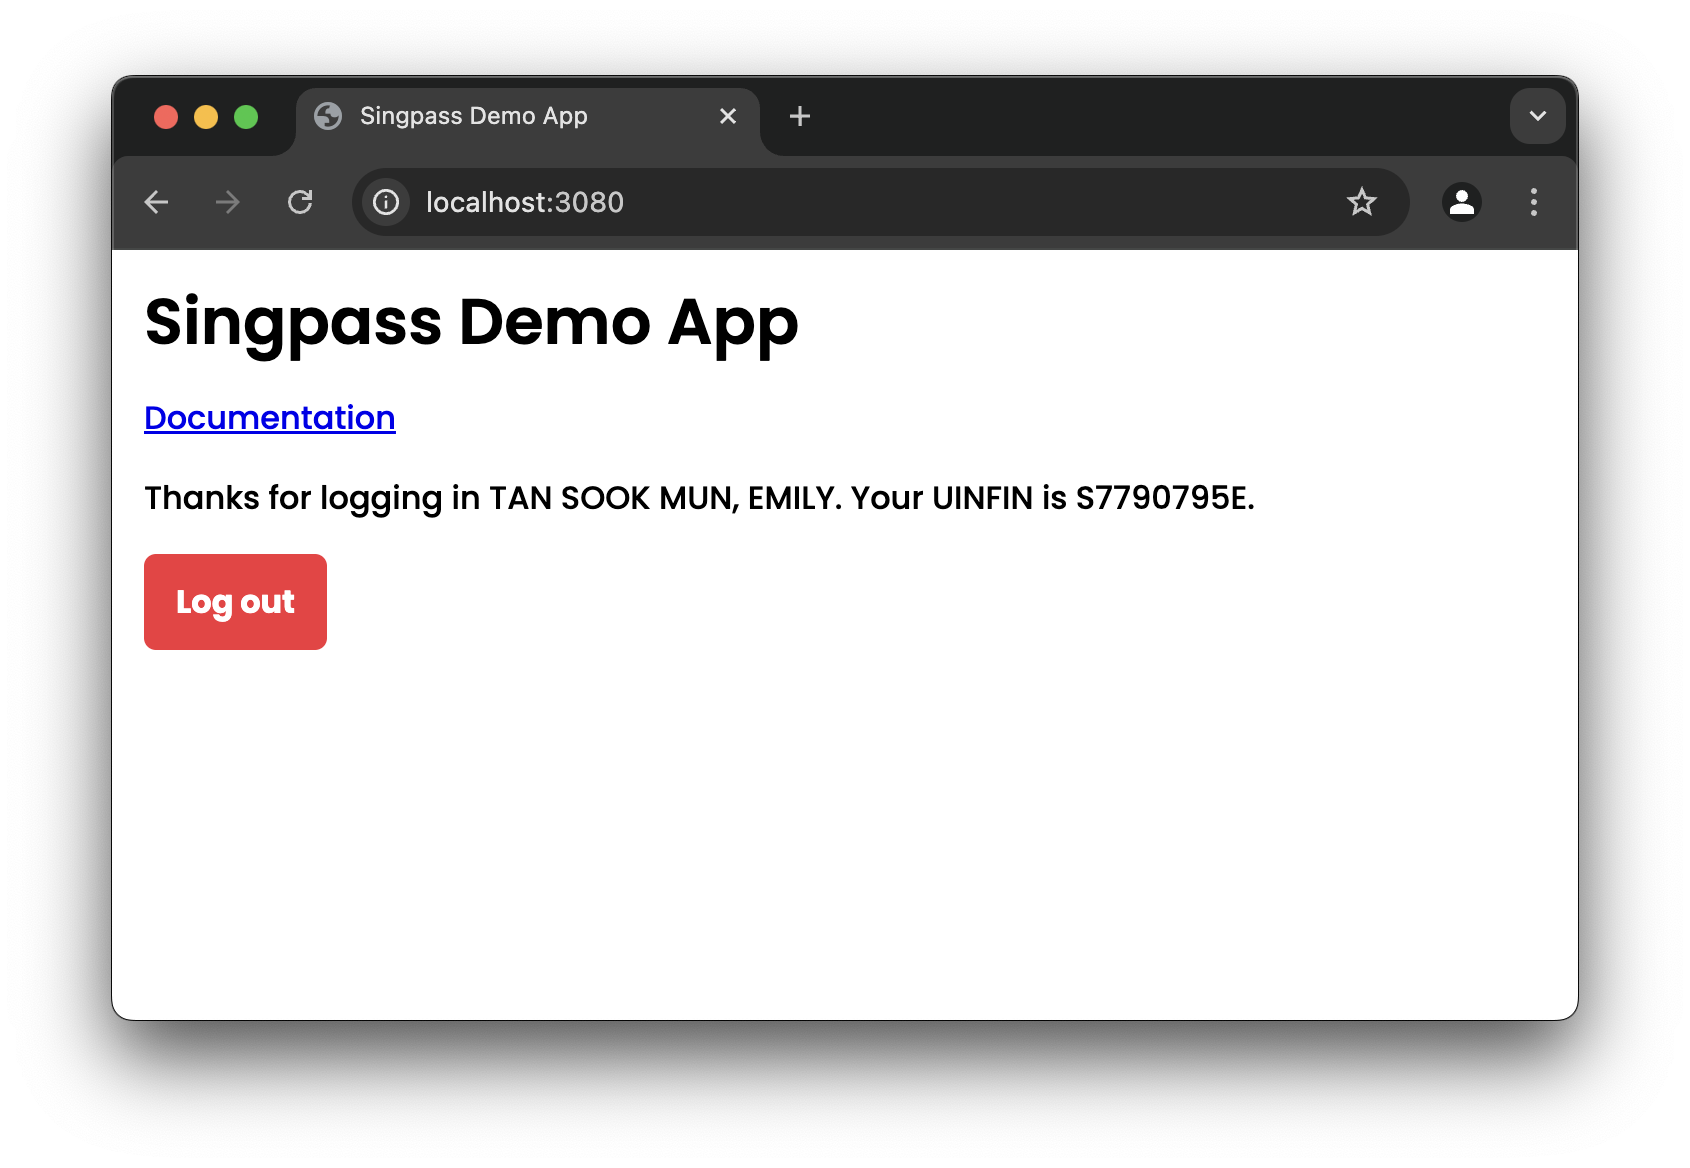 Singpass Demo App
localhost:3080
Singpass Demo App
Documentation
Thanks for logging in TAN SOOK MUN, EMILY. Your UINFIN is S7790795E.
Log out